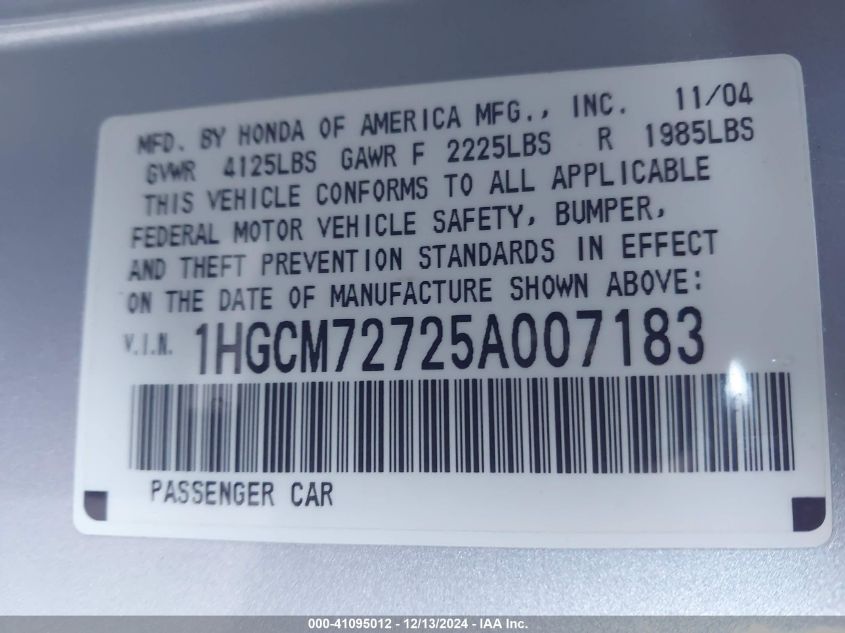 MFD. BY HONDA OF AMERICA MFG., INC. 11/04
GVWR 4125LBS GAWR F 2225LBS R 1985LBS
THIS VEHICLE CONFORMS TO ALL APPLICABLE
FEDERAL MOTOR VEHICLE SAFETY, BUMPER,
AND THEFT PREVENTION STANDARDS IN EFFECT
ON THE DATE OF MANUFACTURE SHOWN ABOVE:
V.I.N. 1HGCM72725A007183
PASSENGER CAR
000-41095012 - 12/13/2024 - IAA Inc.